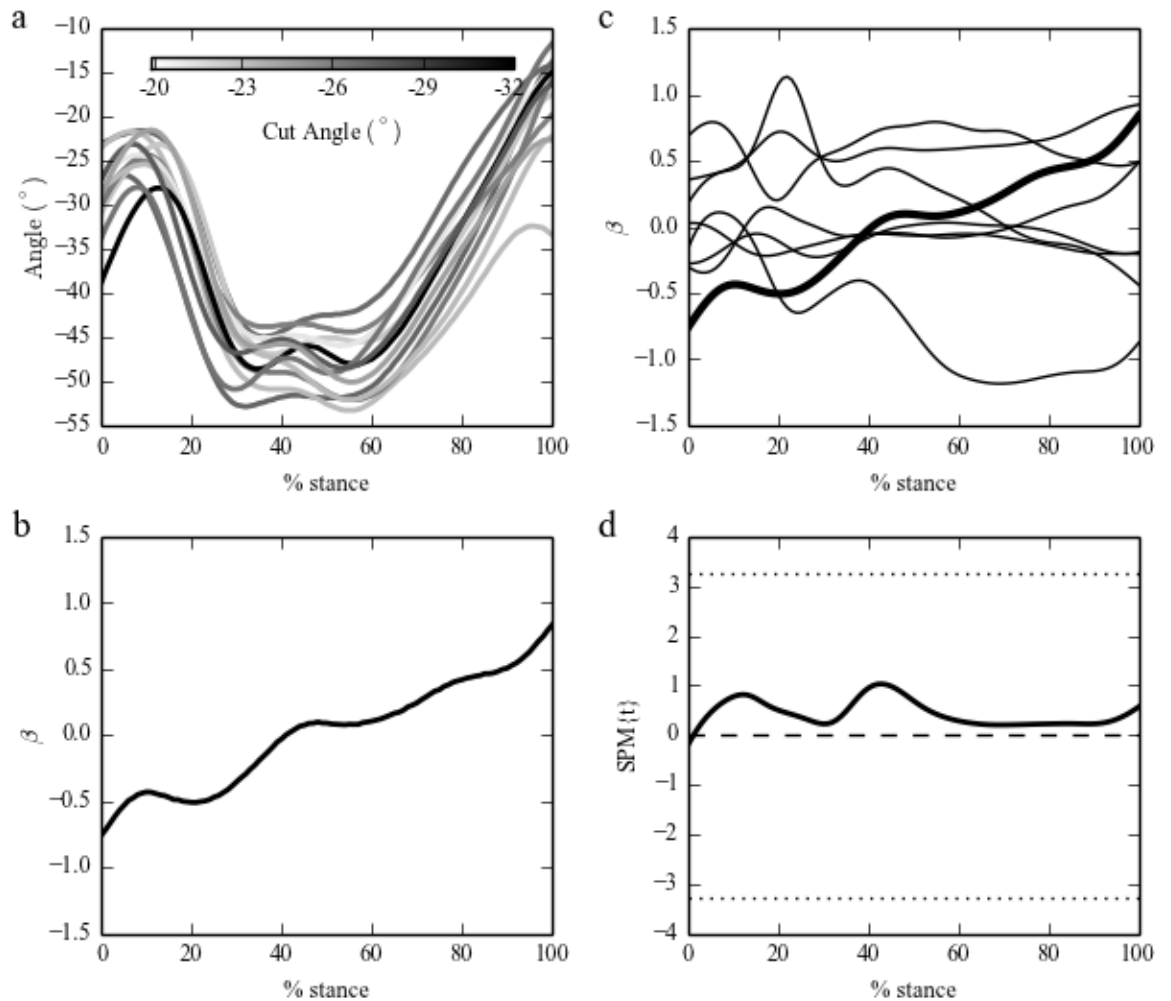 a
−10
−15
−20
−25
−30
−35
−40
−45
−50
−55
Angle (°)
-20 -23 -26 -29 -32
Cut Angle (°)
0 20 40 60 80 100
% stance
c
1.5
1.0
0.5
0.0
−0.5
−1.0
−1.5
β
0 20 40 60 80 100
% stance
b
1.5
1.0
0.5
0.0
−0.5
−1.0
−1.5
β
0 20 40 60 80 100
% stance
d
4
3
2
1
0
−1
−2
−3
−4
SPM{t}
0 20 40 60 80 100
% stance